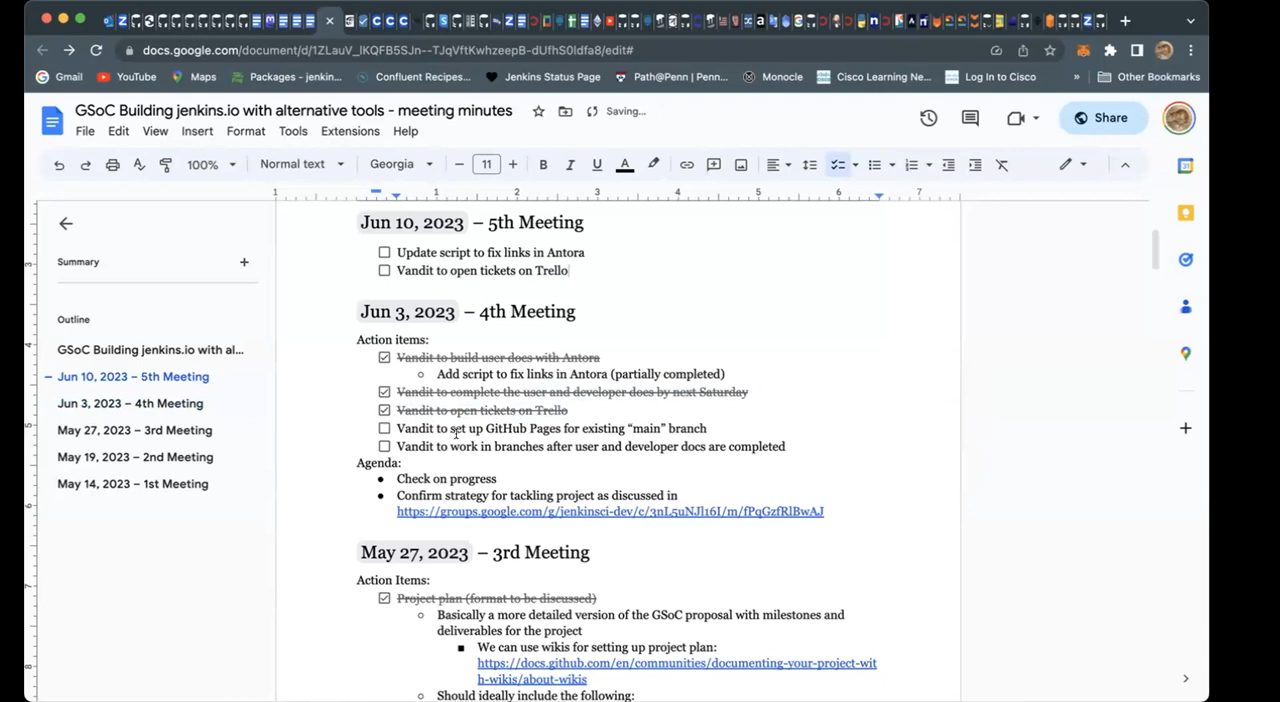 docs.google.com/document/d/1ZLauV_lKQFB5SJn--TJqVftKwhzeepB-dUfhS0ldfa8/edit#
Gmail YouTube Maps Packages - jenkin... Confluent Recipes... Jenkins Status Page Path@Penn | Penn... Monocle Cisco Learning Ne... Log In to Cisco » Other Bookmarks
GSoC Building jenkins.io with alternative tools - meeting minutes Saving...
File Edit View Insert Format Tools Extensions Help
Share
100% Normal text Georgia 11
1 1 2 3 4 5 6 7
Summary
Outline
GSoC Building jenkins.io with al...
Jun 10, 2023 – 5th Meeting
Jun 3, 2023 – 4th Meeting
May 27, 2023 – 3rd Meeting
May 19, 2023 – 2nd Meeting
May 14, 2023 – 1st Meeting
Jun 10, 2023 – 5th Meeting
Update script to fix links in Antora
Vandit to open tickets on Trello
Jun 3, 2023 – 4th Meeting
Action items:
Vandit to build user docs with Antora
Add script to fix links in Antora (partially completed)
Vandit to complete the user and developer docs by next Saturday
Vandit to open tickets on Trello
Vandit to set up GitHub Pages for existing “main” branch
Vandit to work in branches after user and developer docs are completed
Agenda:
Check on progress
Confirm strategy for tackling project as discussed in
https://groups.google.com/g/jenkinsci-dev/c/3nL5uNJl16I/m/fPqGzfRlBwAJ
May 27, 2023 – 3rd Meeting
Action Items:
Project plan (format to be discussed)
Basically a more detailed version of the GSoC proposal with milestones and
deliverables for the project
We can use wikis for setting up project plan:
https://docs.github.com/en/communities/documenting-your-project-wit
h-wikis/about-wikis
Should ideally include the following: